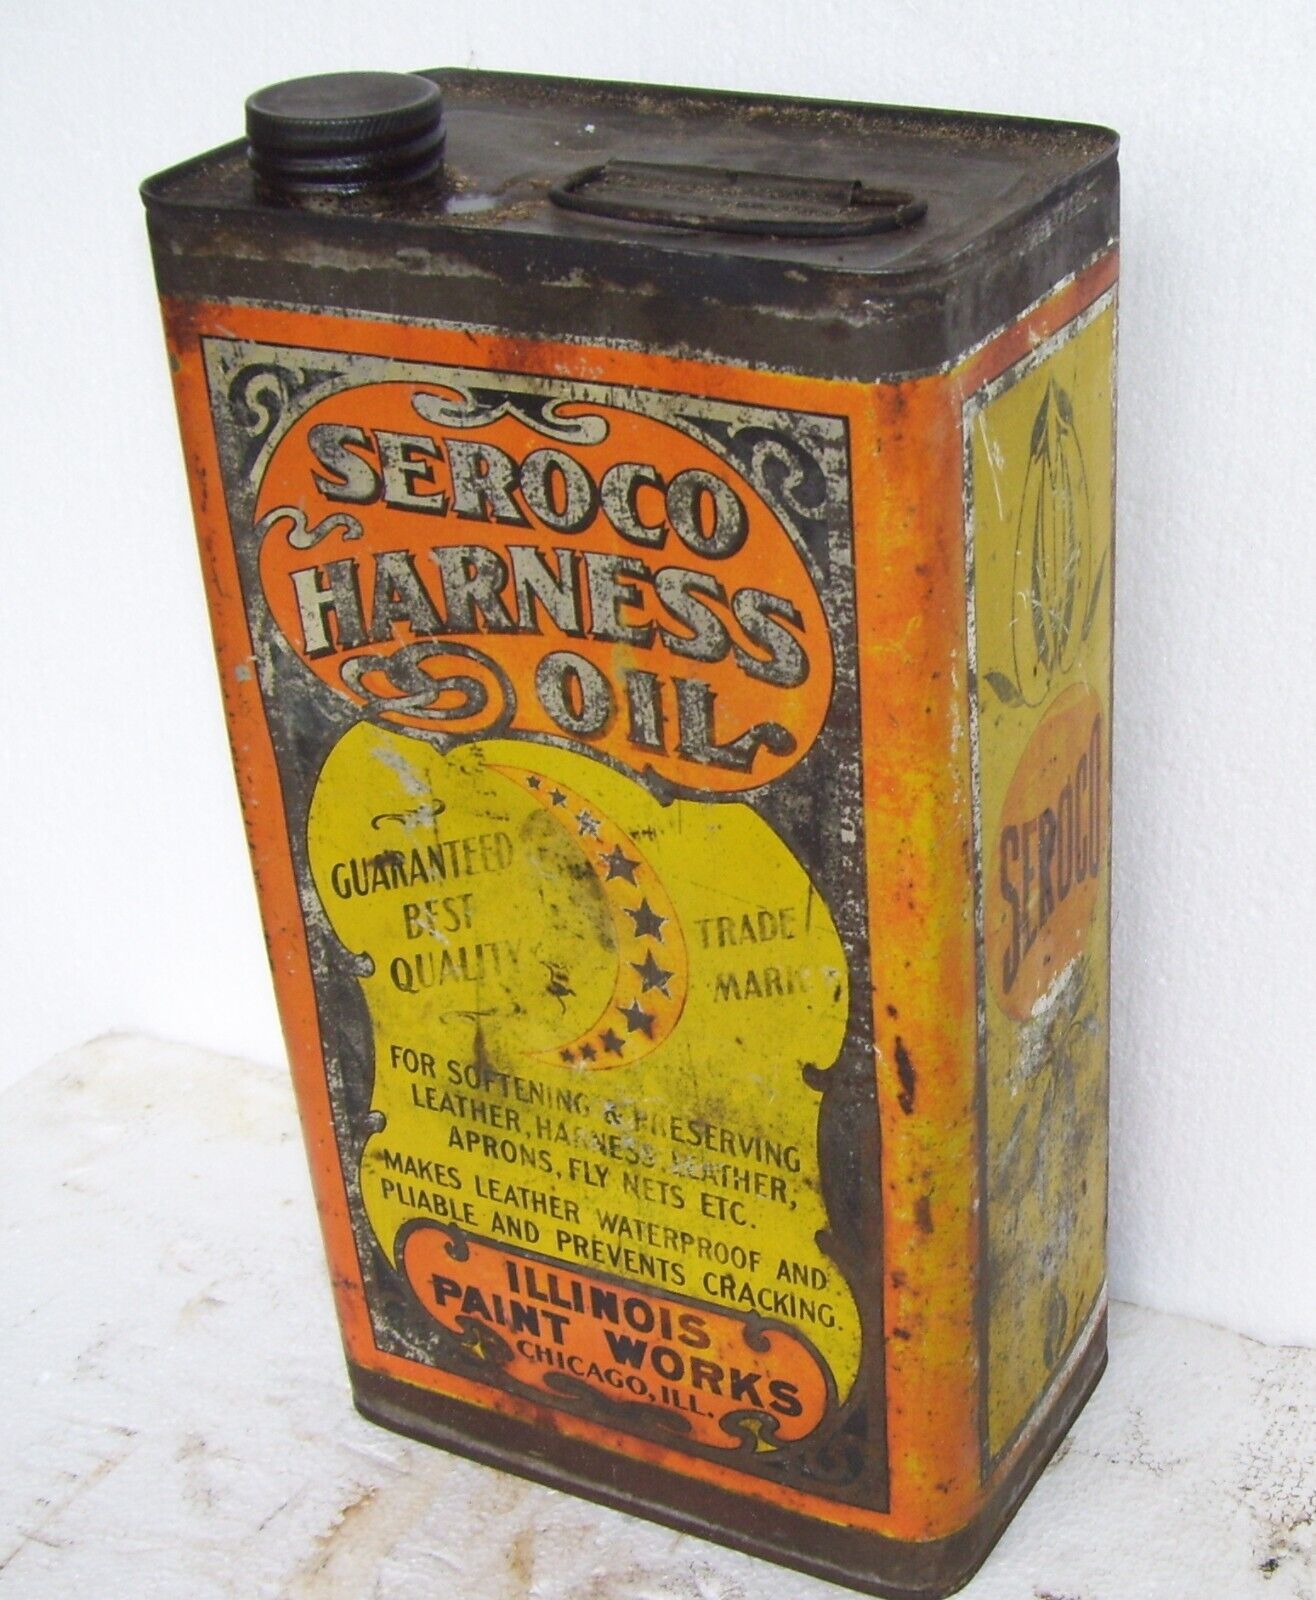 SEROCO
HARNESS
OIL
GUARANTEED
BEST
QUALITY
TRADE
MARK
FOR SOFTENING & PRESERVING
LEATHER, HARNESS LEATHER,
APRONS, FLY NETS ETC.
MAKES LEATHER WATERPROOF AND
PLIABLE AND PREVENTS CRACKING.
ILLINOIS
PAINT WORKS
CHICAGO, ILL.
SEROCO